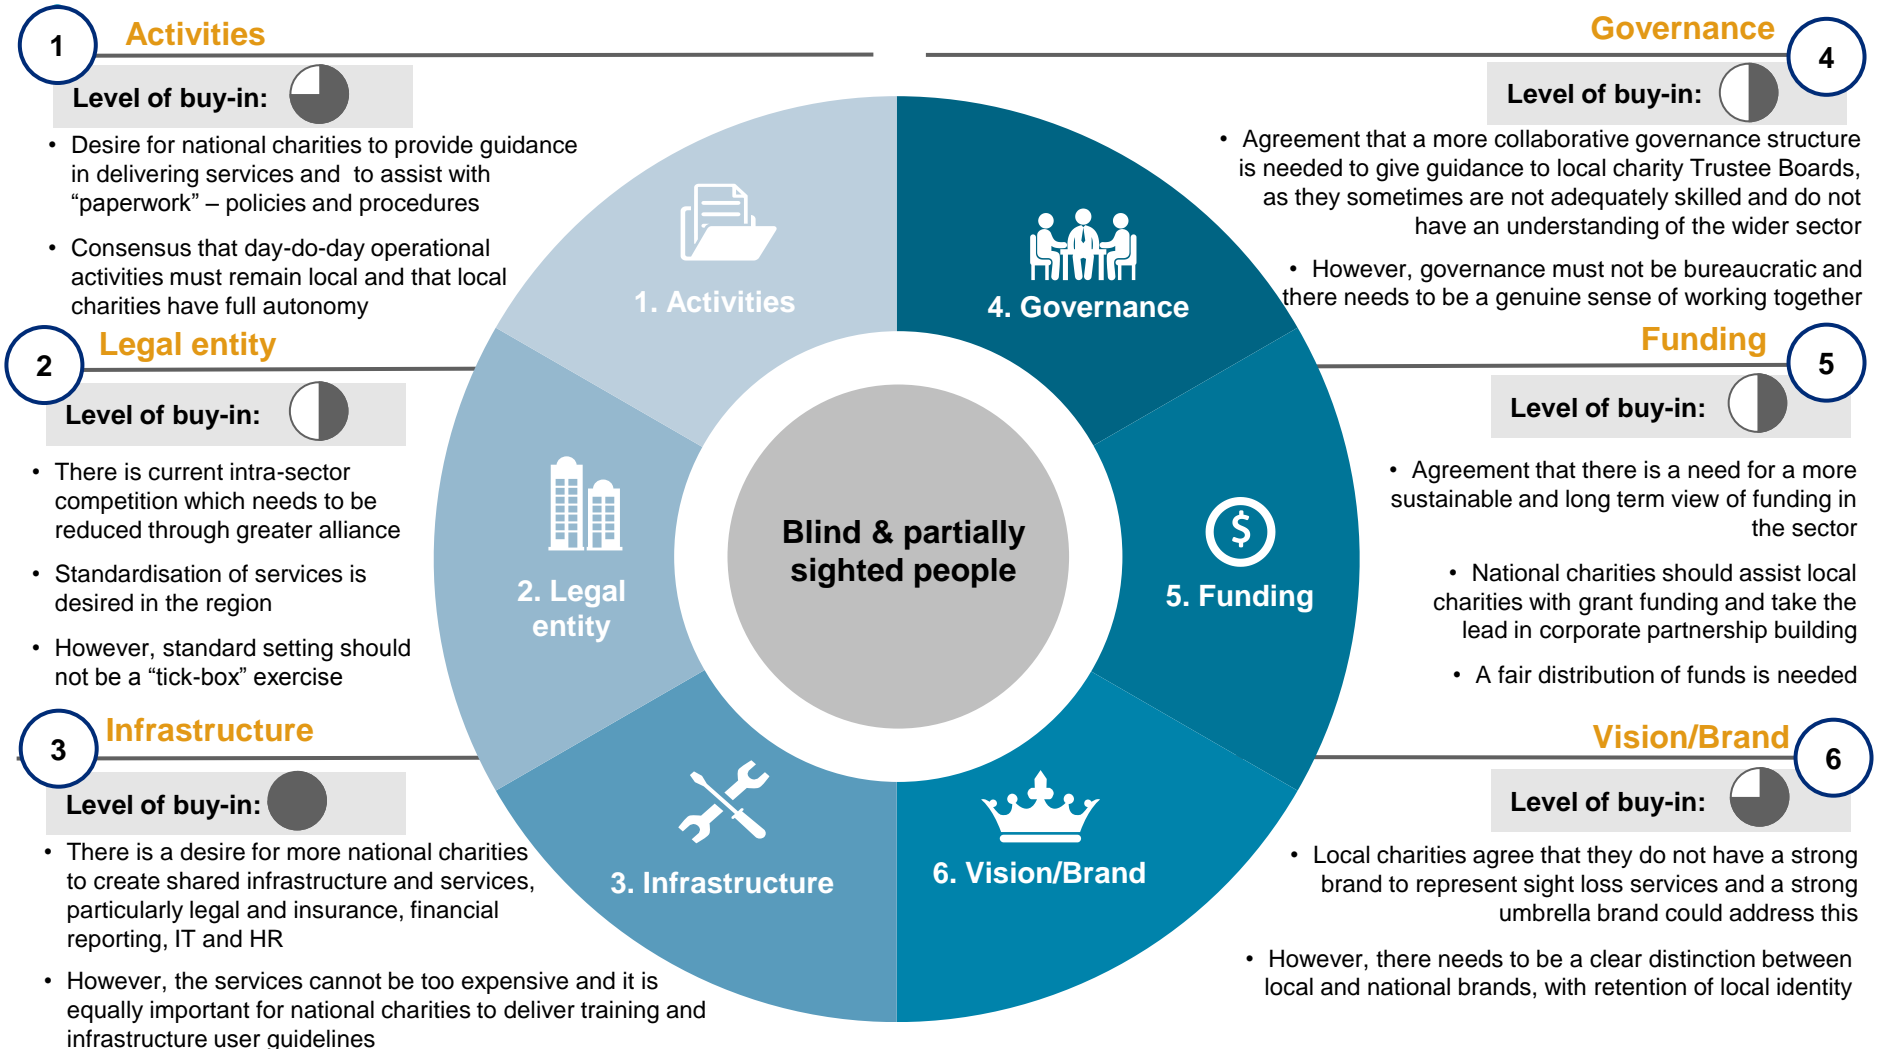 1
Activities
Level of buy-in:
• Desire for national charities to provide guidance
in delivering services and to assist with
“paperwork” – policies and procedures
• Consensus that day-do-day operational
activities must remain local and that local
charities have full autonomy
2
Legal entity
Level of buy-in:
• There is current intra-sector
competition which needs to be
reduced through greater alliance
• Standardisation of services is
desired in the region
• However, standard setting should
not be a “tick-box” exercise
3
Infrastructure
Level of buy-in:
• There is a desire for more national charities
to create shared infrastructure and services,
particularly legal and insurance, financial
reporting, IT and HR
• However, the services cannot be too expensive and it is
equally important for national charities to deliver training and
infrastructure user guidelines
1. Activities
2. Legal
entity
3. Infrastructure
Blind & partially
sighted people
4. Governance
5. Funding
6. Vision/Brand
Governance
4
Level of buy-in:
• Agreement that a more collaborative governance structure
is needed to give guidance to local charity Trustee Boards,
as they sometimes are not adequately skilled and do not
have an understanding of the wider sector
• However, governance must not be bureaucratic and
there needs to be a genuine sense of working together
Funding
5
Level of buy-in:
• Agreement that there is a need for a more
sustainable and long term view of funding in
the sector
• National charities should assist local
charities with grant funding and take the
lead in corporate partnership building
• A fair distribution of funds is needed
Vision/Brand
6
Level of buy-in:
• Local charities agree that they do not have a strong
brand to represent sight loss services and a strong
umbrella brand could address this
• However, there needs to be a clear distinction between
local and national brands, with retention of local identity
$